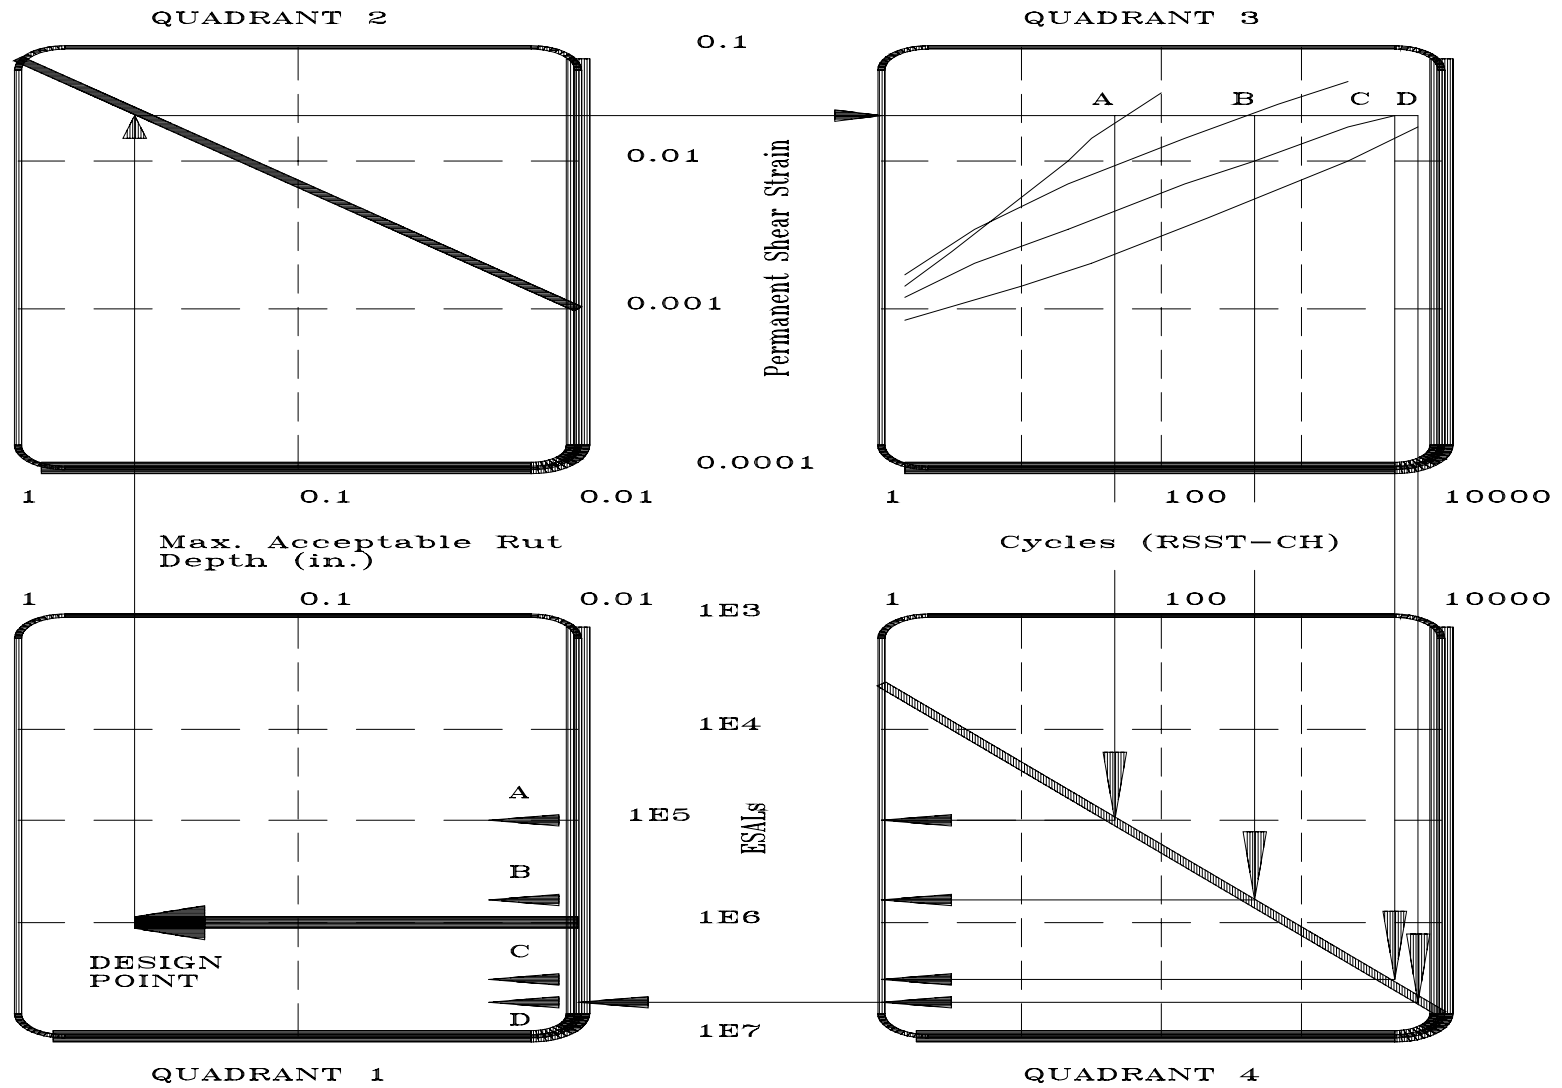 QUADRANT 2
QUADRANT 3
0.1
A B C D
0.01
Permanent Shear Strain
0.001
0.0001
1 0.1 0.01
1 100 10000
Max. Acceptable Rut
Depth (in.)
Cycles (RSST-CH)
1 0.1 0.01
1E3
1 100 10000
1E4
A
1E5
ESALs
B
1E6
C
DESIGN
POINT
D
1E7
QUADRANT 1
QUADRANT 4